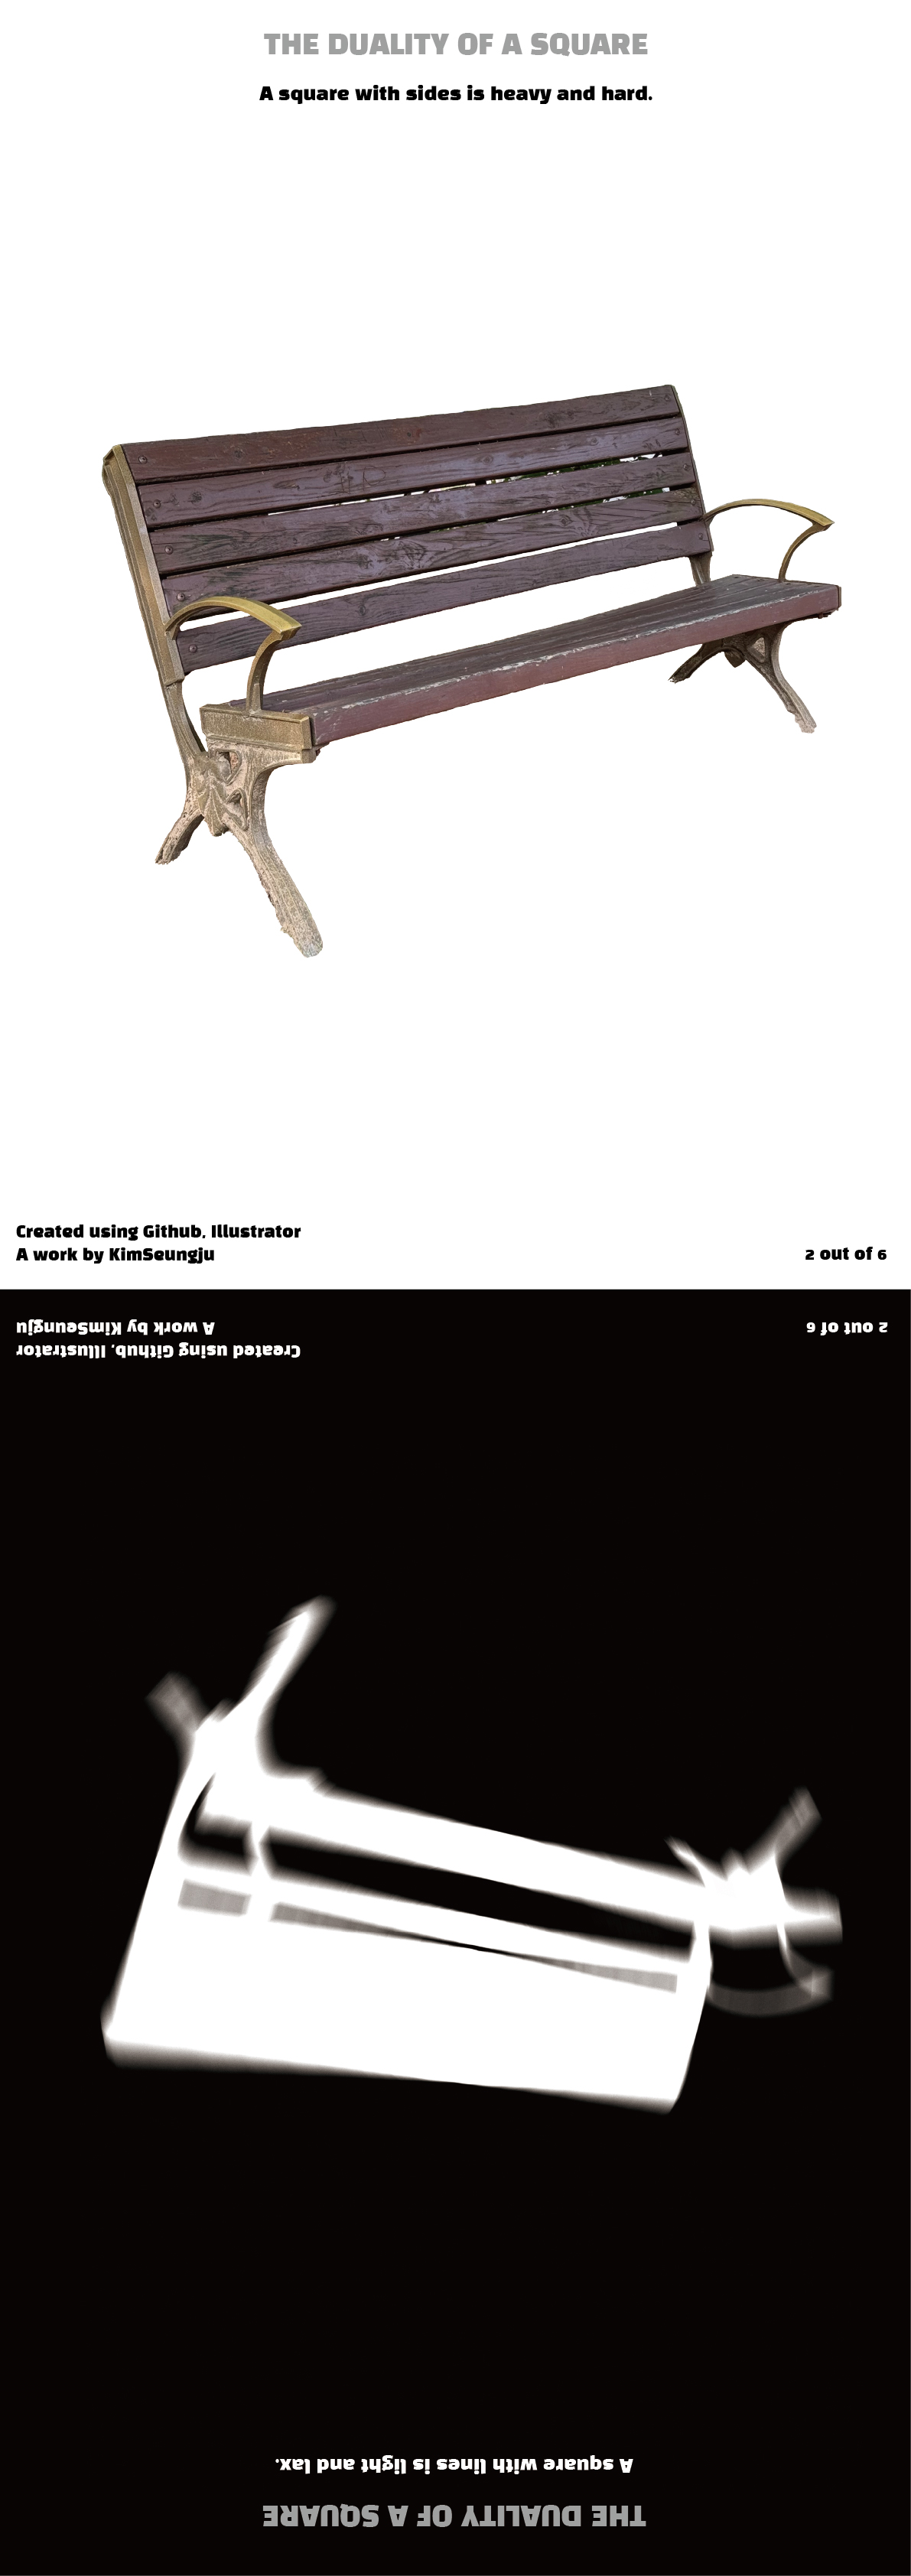 THE DUALITY OF A SQUARE
A square with sides is heavy and hard.
Created using Github, Illustrator
A work by KimSeungju
2 out of 6
A work by KimSeungju
Created using Github, Illustrator
2 out of 6
A square with lines is light and lax.
THE DUALITY OF A SQUARE